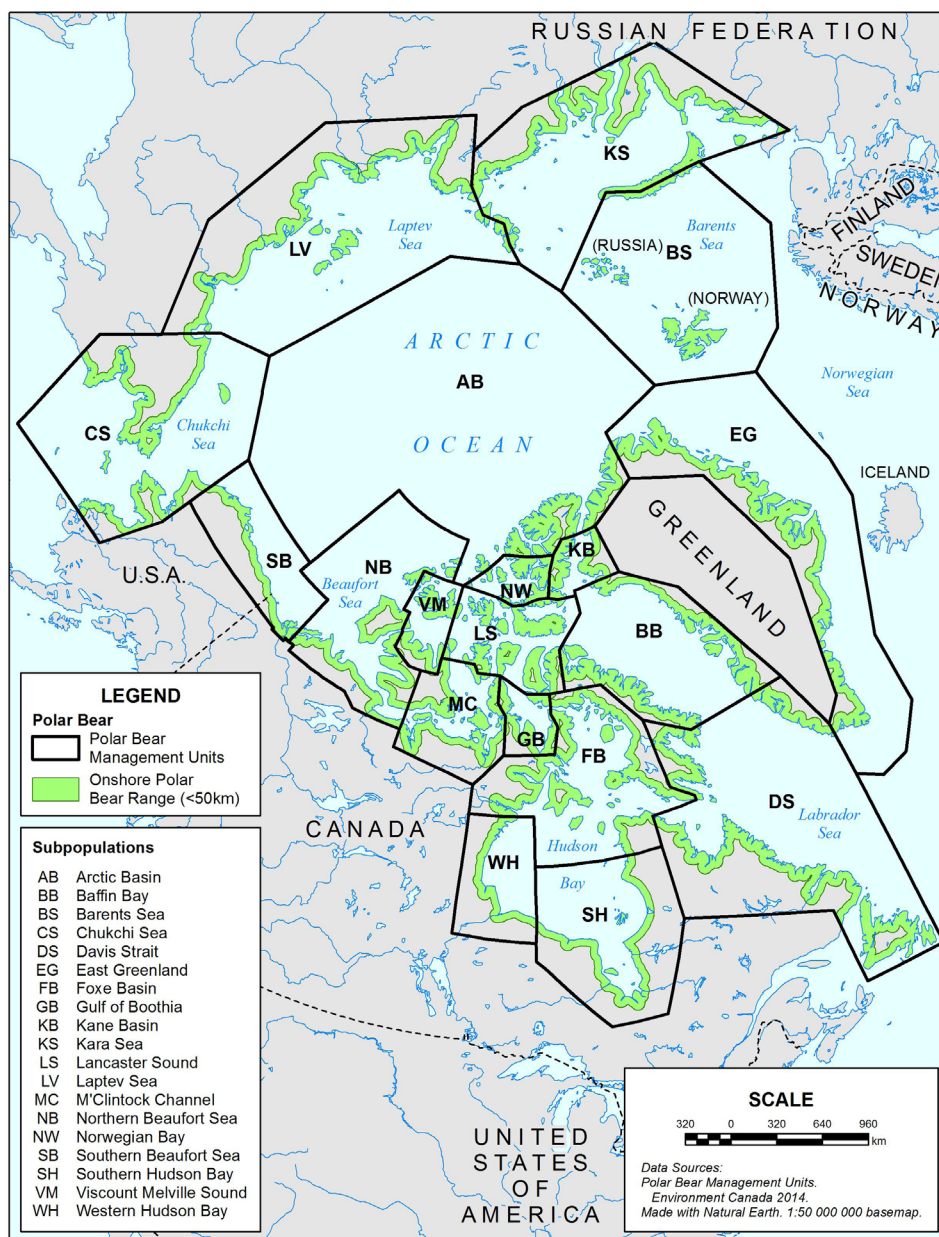 RUSSIAN FEDERATION
KS
Laptev
Sea
LV
Barents
Sea
(RUSSIA)
BS
(NORWAY)
FINLAND
SWEDEN
NORWAY
ARCTIC
AB
OCEAN
Norwegian
Sea
CS
Chukchi
Sea
EG
ICELAND
GREENLAND
U.S.A.
SB
NB
Beaufort
Sea
VM
NW
KB
LS
BB
MC
GB
FB
DS
Labrador
Sea
CANADA
Hudson
Bay
WH
SH
LEGEND
Polar Bear
Polar Bear
Management Units
Onshore Polar
Bear Range (<50km)
Subpopulations
AB Arctic Basin
BB Baffin Bay
BS Barents Sea
CS Chukchi Sea
DS Davis Strait
EG East Greenland
FB Foxe Basin
GB Gulf of Boothia
KB Kane Basin
KS Kara Sea
LS Lancaster Sound
LV Laptev Sea
MC M'Clintock Channel
NB Northern Beaufort Sea
NW Norwegian Bay
SB Southern Beaufort Sea
SH Southern Hudson Bay
VM Viscount Melville Sound
WH Western Hudson Bay
UNITED
STATES
OF
AMERICA
SCALE
320 0 320 640 960
km
Data Sources:
Polar Bear Management Units.
Environment Canada 2014.
Made with Natural Earth. 1:50 000 000 basemap.